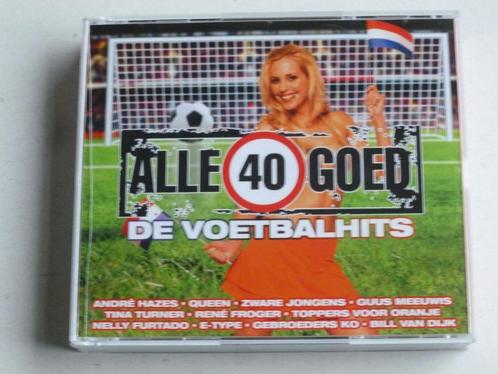 ALLE 40 GOED
DE VOETBALHITS
ANDRÉ HAZES • QUEEN • ZWARE JONGENS • GUUS MEEUWIS
TINA TURNER • RENÉ FROGER • TOPPERS VOOR ORANJE
NELLY FURTADO • E-TYPE • GEBROEDERS KO • BILL VAN DIJK